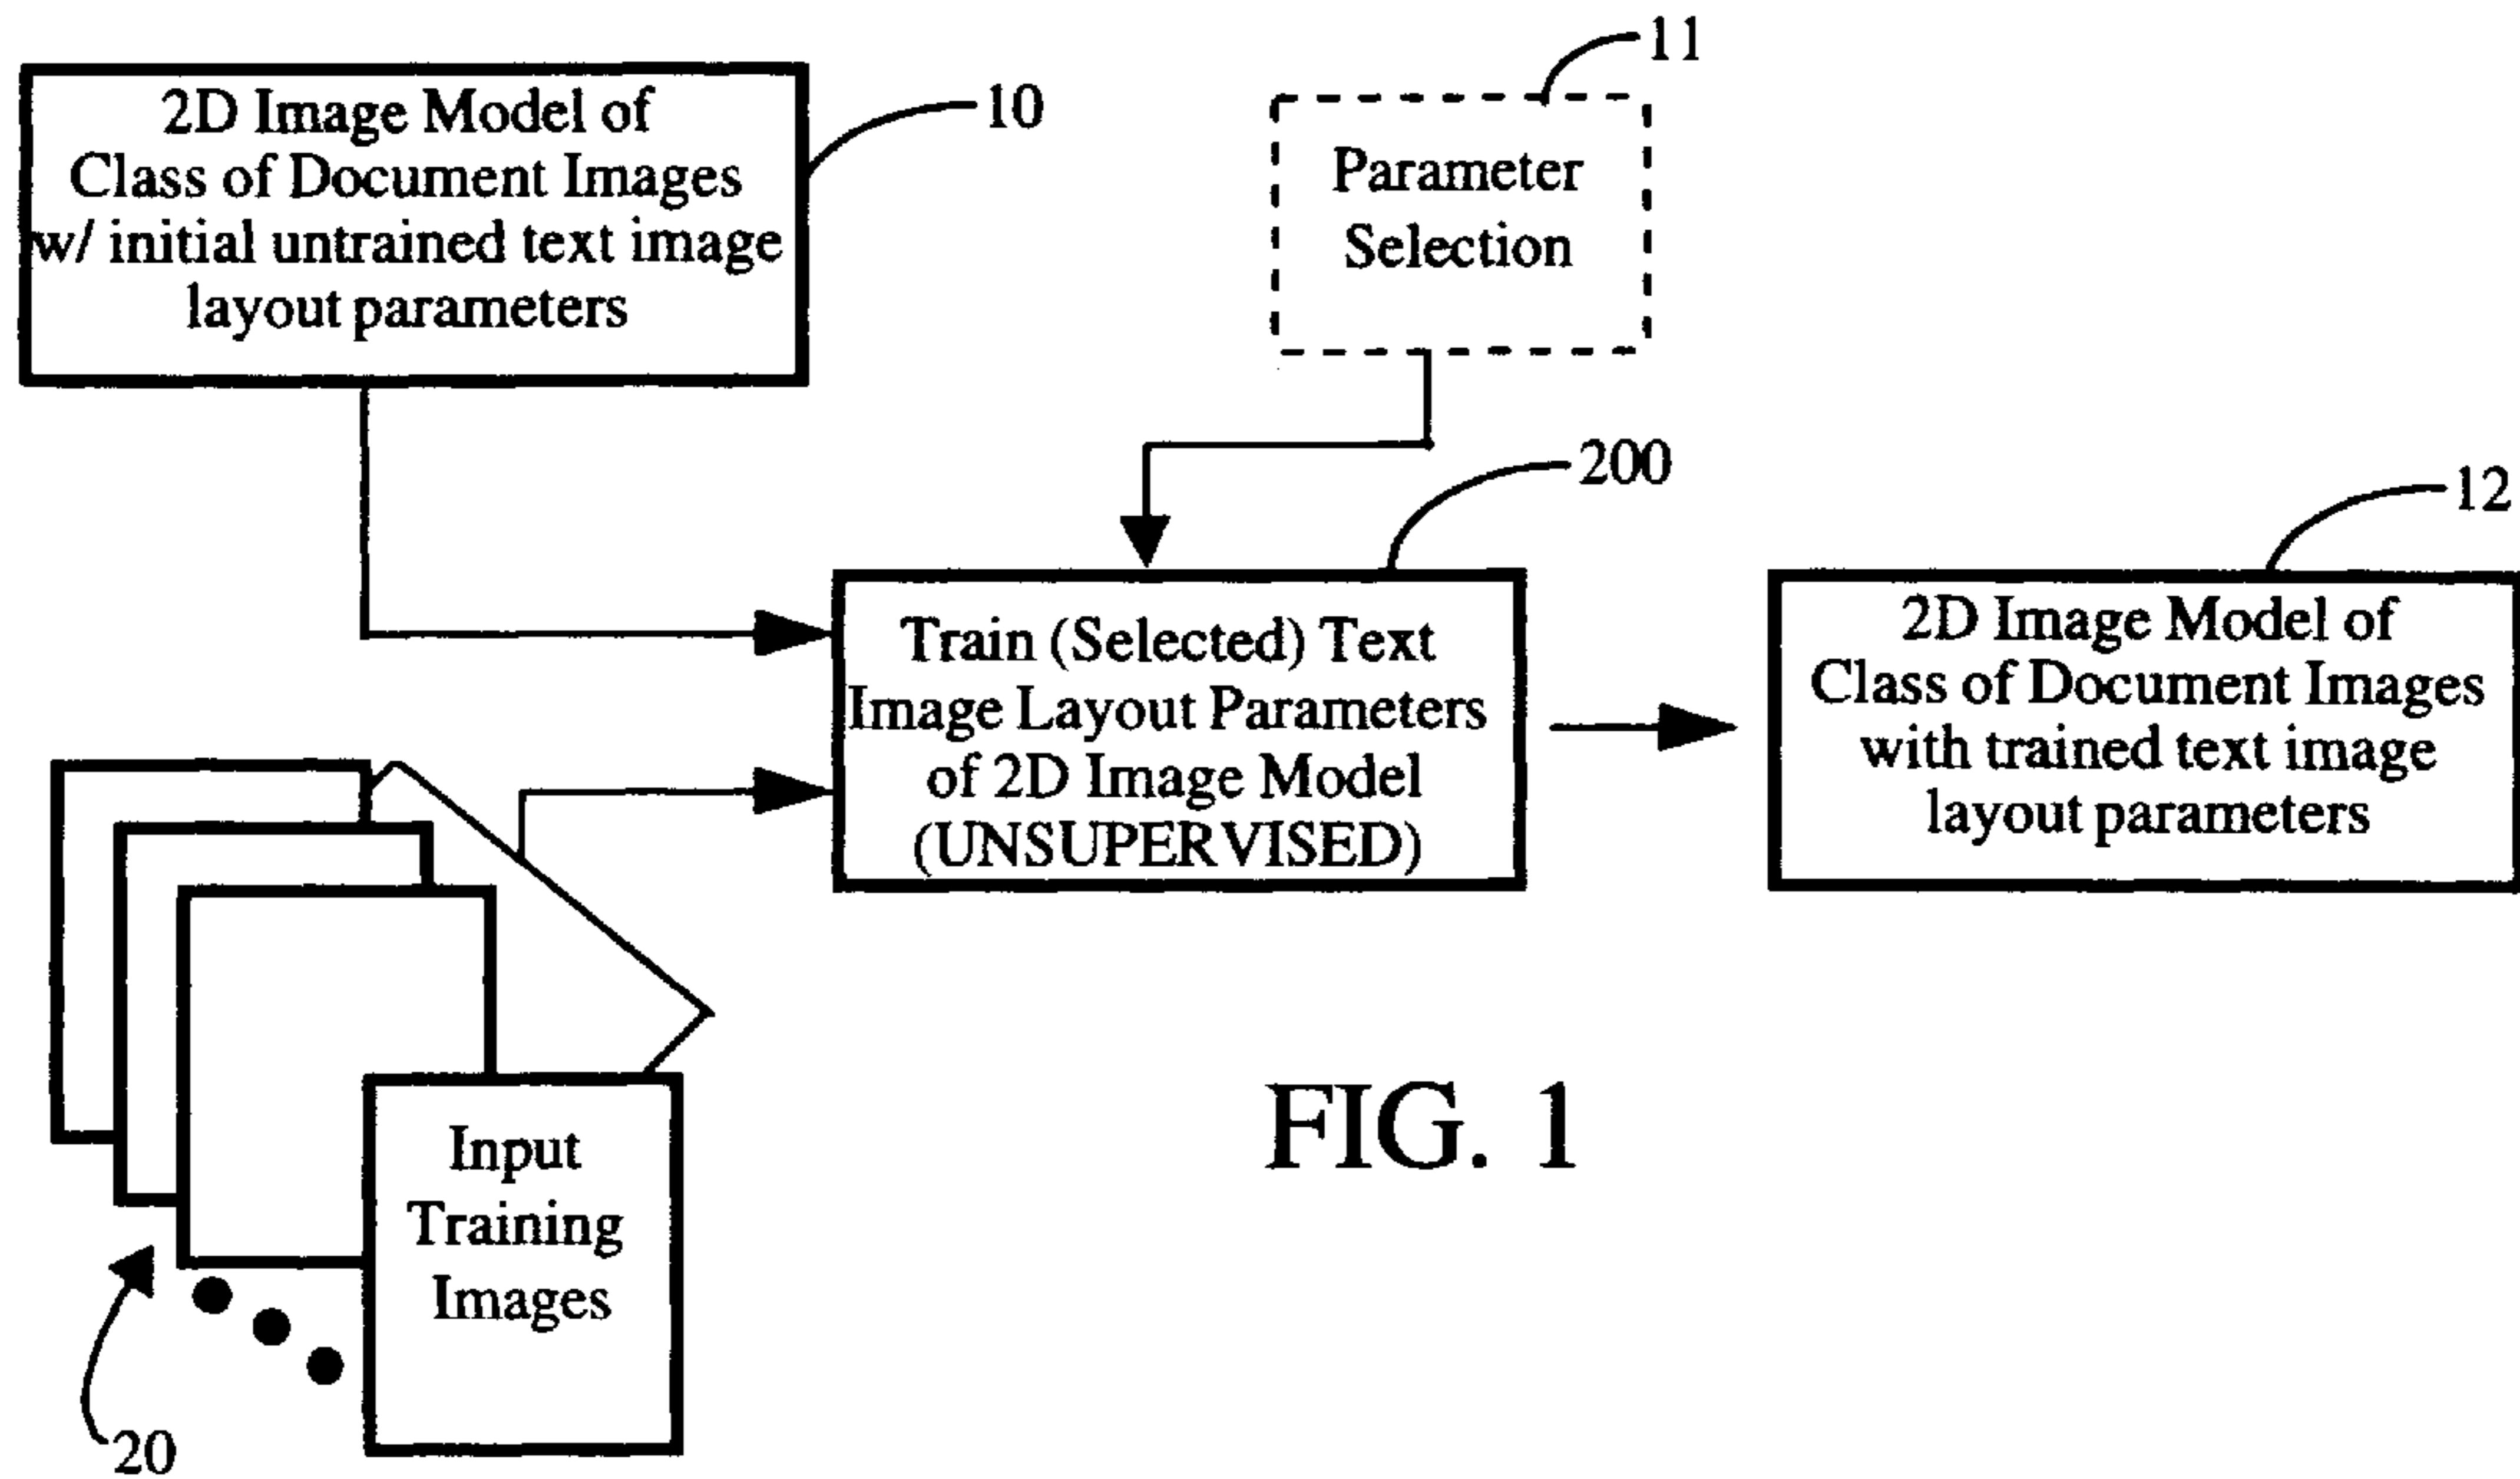 11
2D Image Model of
Class of Document Images
w/ initial untrained text image
layout parameters
10
Parameter
Selection
200
12
Train (Selected) Text
Image Layout Parameters
of 2D Image Model
(UNSUPERVISED)
2D Image Model of
Class of Document Images
with trained text image
layout parameters
Input
Training
Images
20
FIG. 1